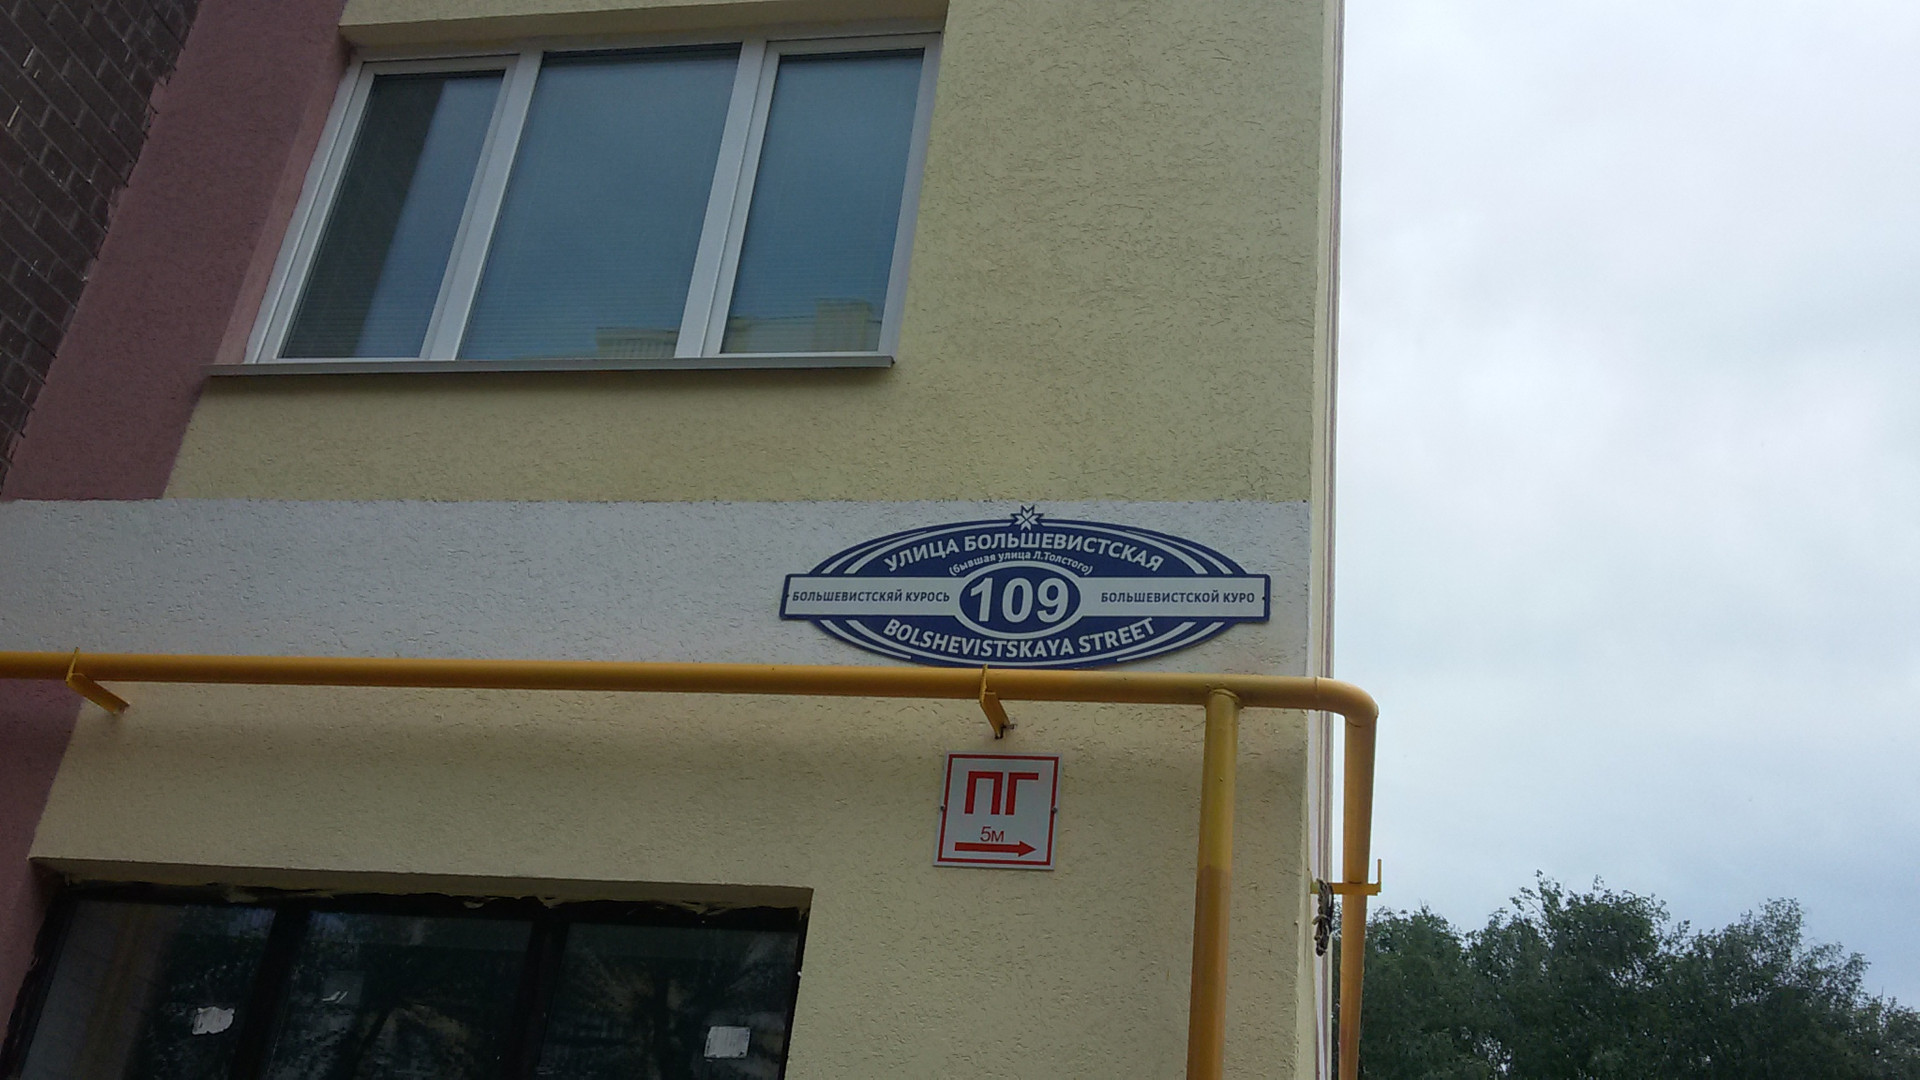 УЛИЦА БОЛЬШЕВИСТСКАЯ
(бывшая улица Л.Толстого)
БОЛЬШЕВИСТСКЯЙ КУРОСЬ 109 БОЛЬШЕВИСТСКОЙ КУРО
BOLSHEVISTSKAYA STREET
ПГ
5м